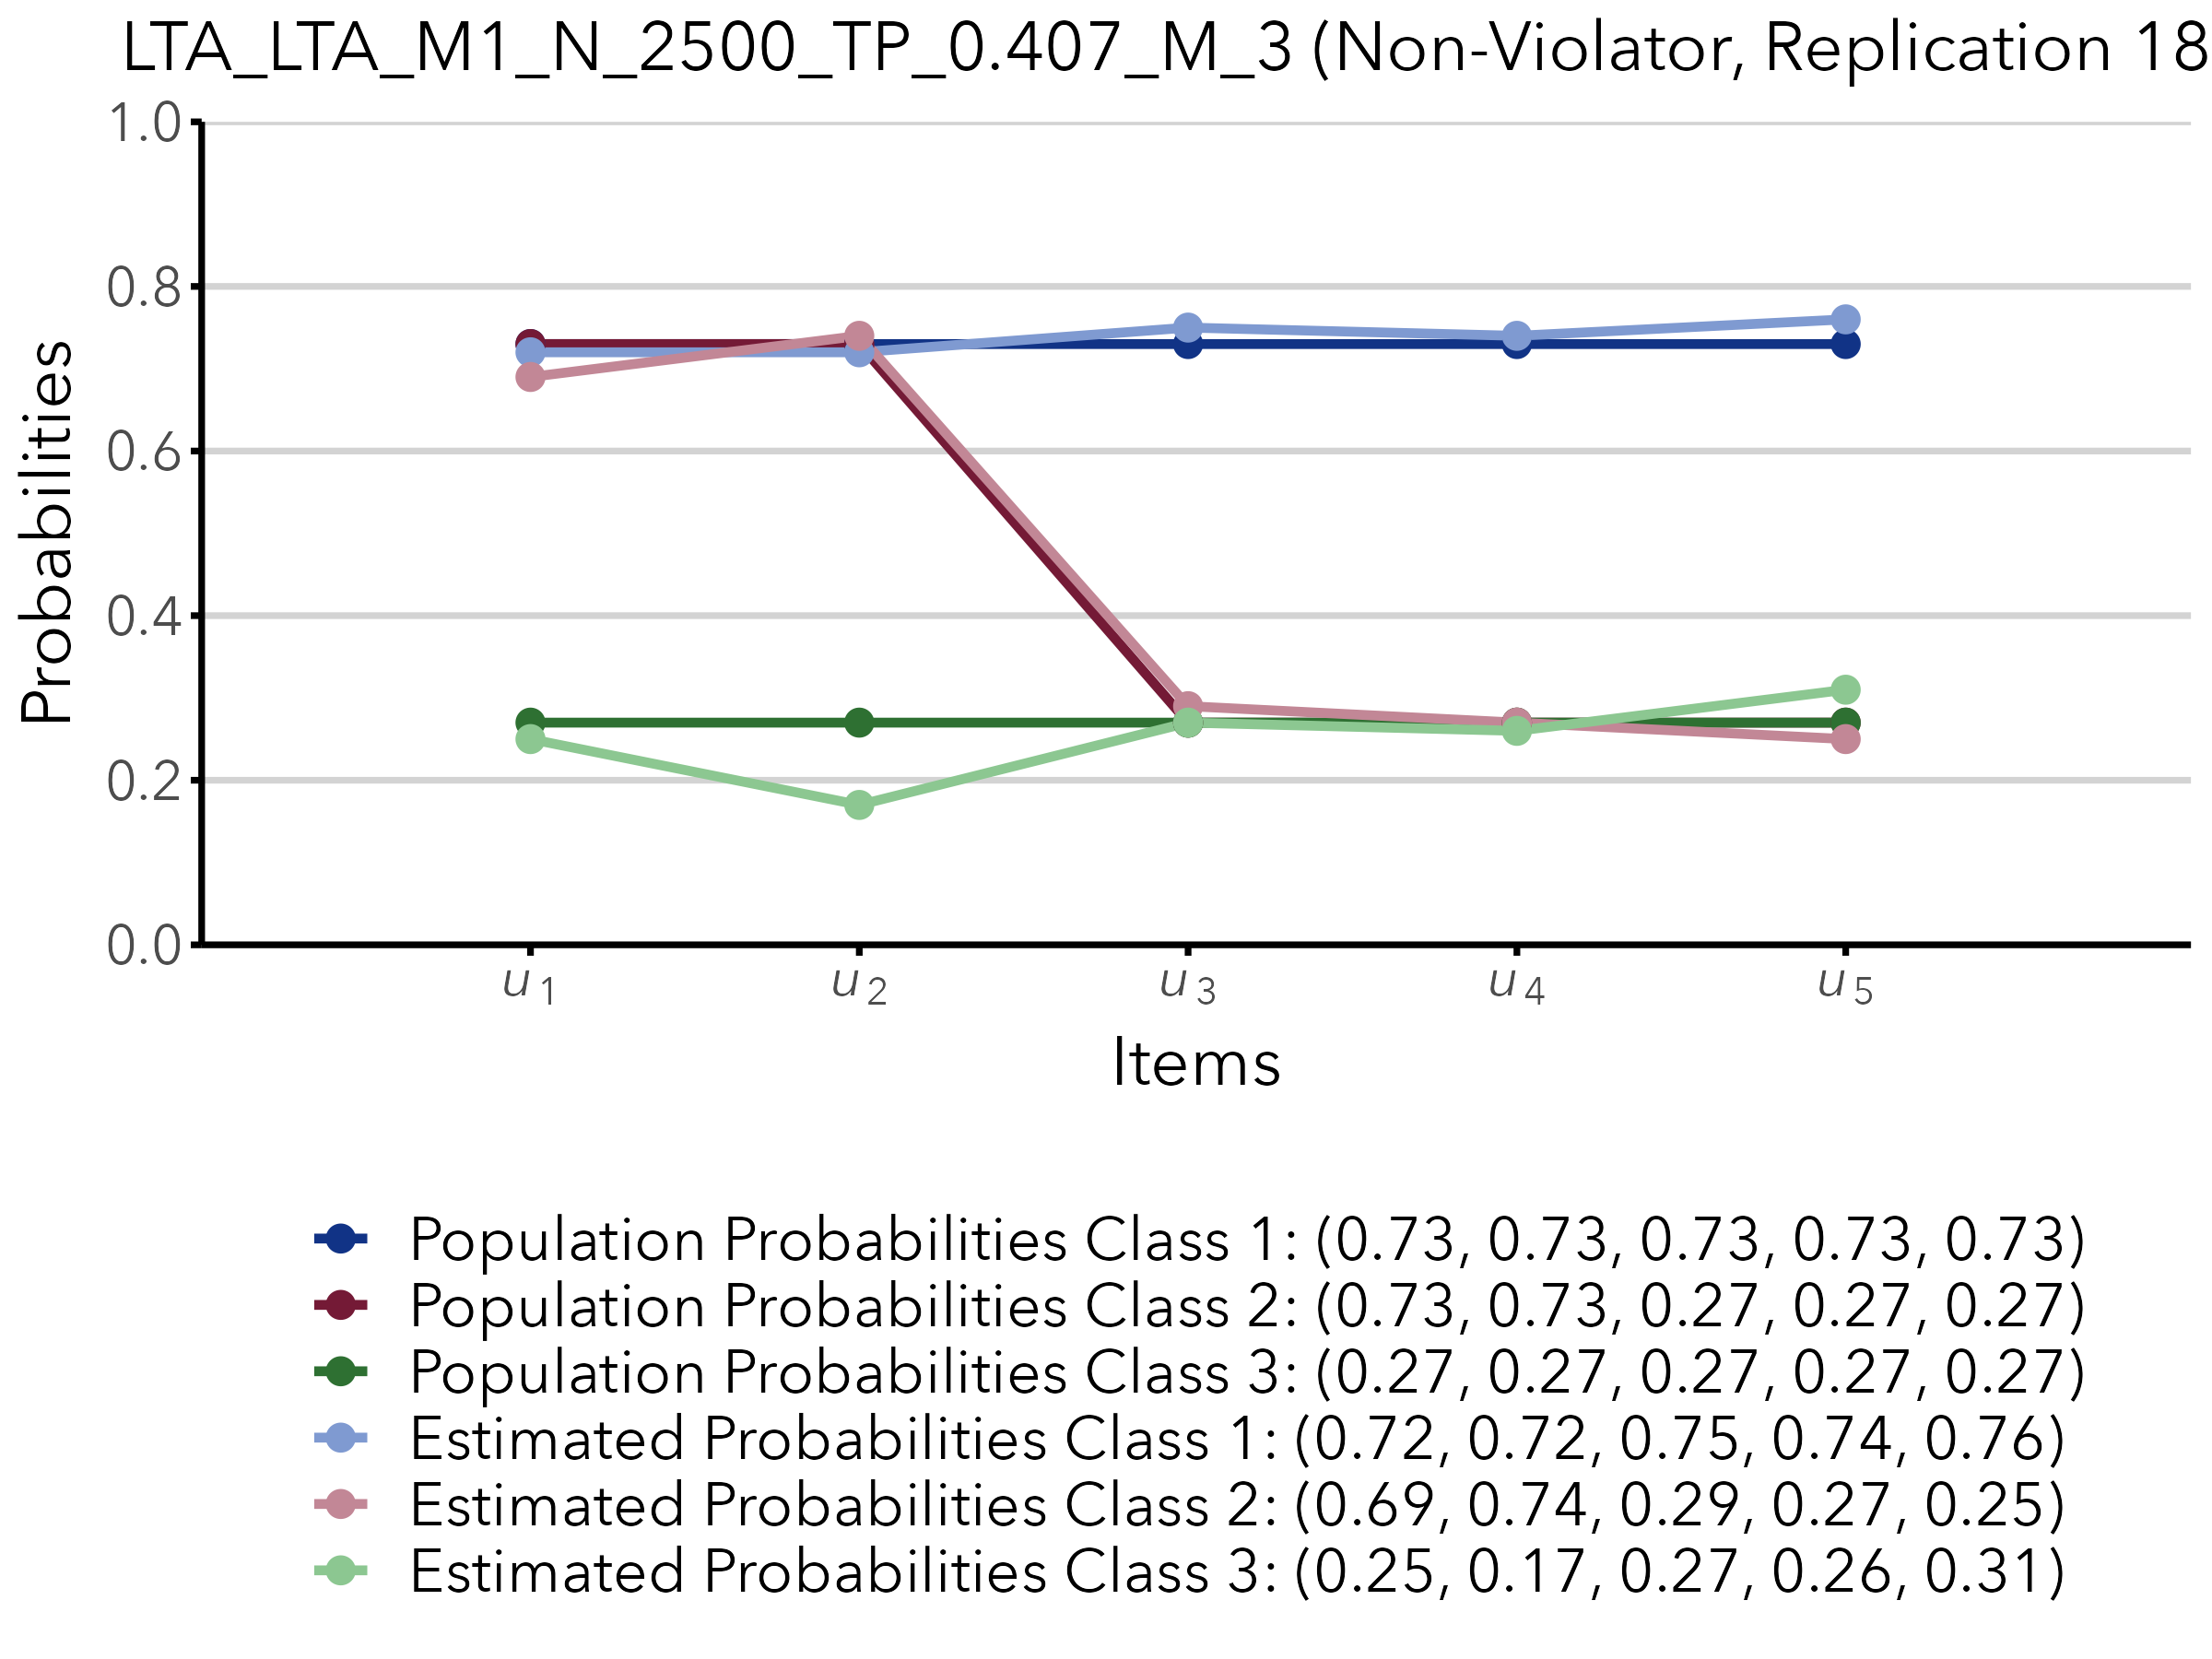 LTA_LTA_M1_N_2500_TP_0.407_M_3 (Non-Violator, Replication 18
1.0
0.8
0.6
0.4
0.2
0.0
Probabilities
u1 u2 u3 u4 u5
Items
Population Probabilities Class 1: (0.73, 0.73, 0.73, 0.73, 0.73)
Population Probabilities Class 2: (0.73, 0.73, 0.27, 0.27, 0.27)
Population Probabilities Class 3: (0.27, 0.27, 0.27, 0.27, 0.27)
Estimated Probabilities Class 1: (0.72, 0.72, 0.75, 0.74, 0.76)
Estimated Probabilities Class 2: (0.69, 0.74, 0.29, 0.27, 0.25)
Estimated Probabilities Class 3: (0.25, 0.17, 0.27, 0.26, 0.31)